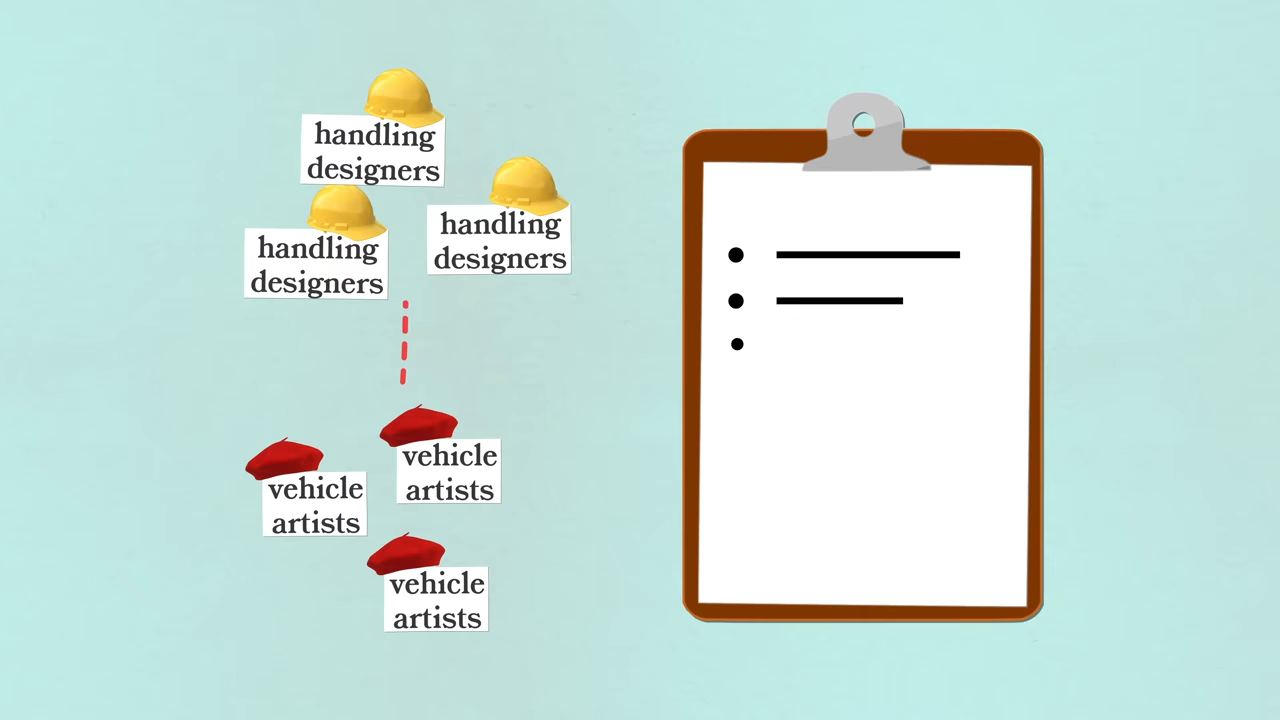 handling
designers
handling
designers
handling
designers
vehicle
artists
vehicle
artists
vehicle
artists